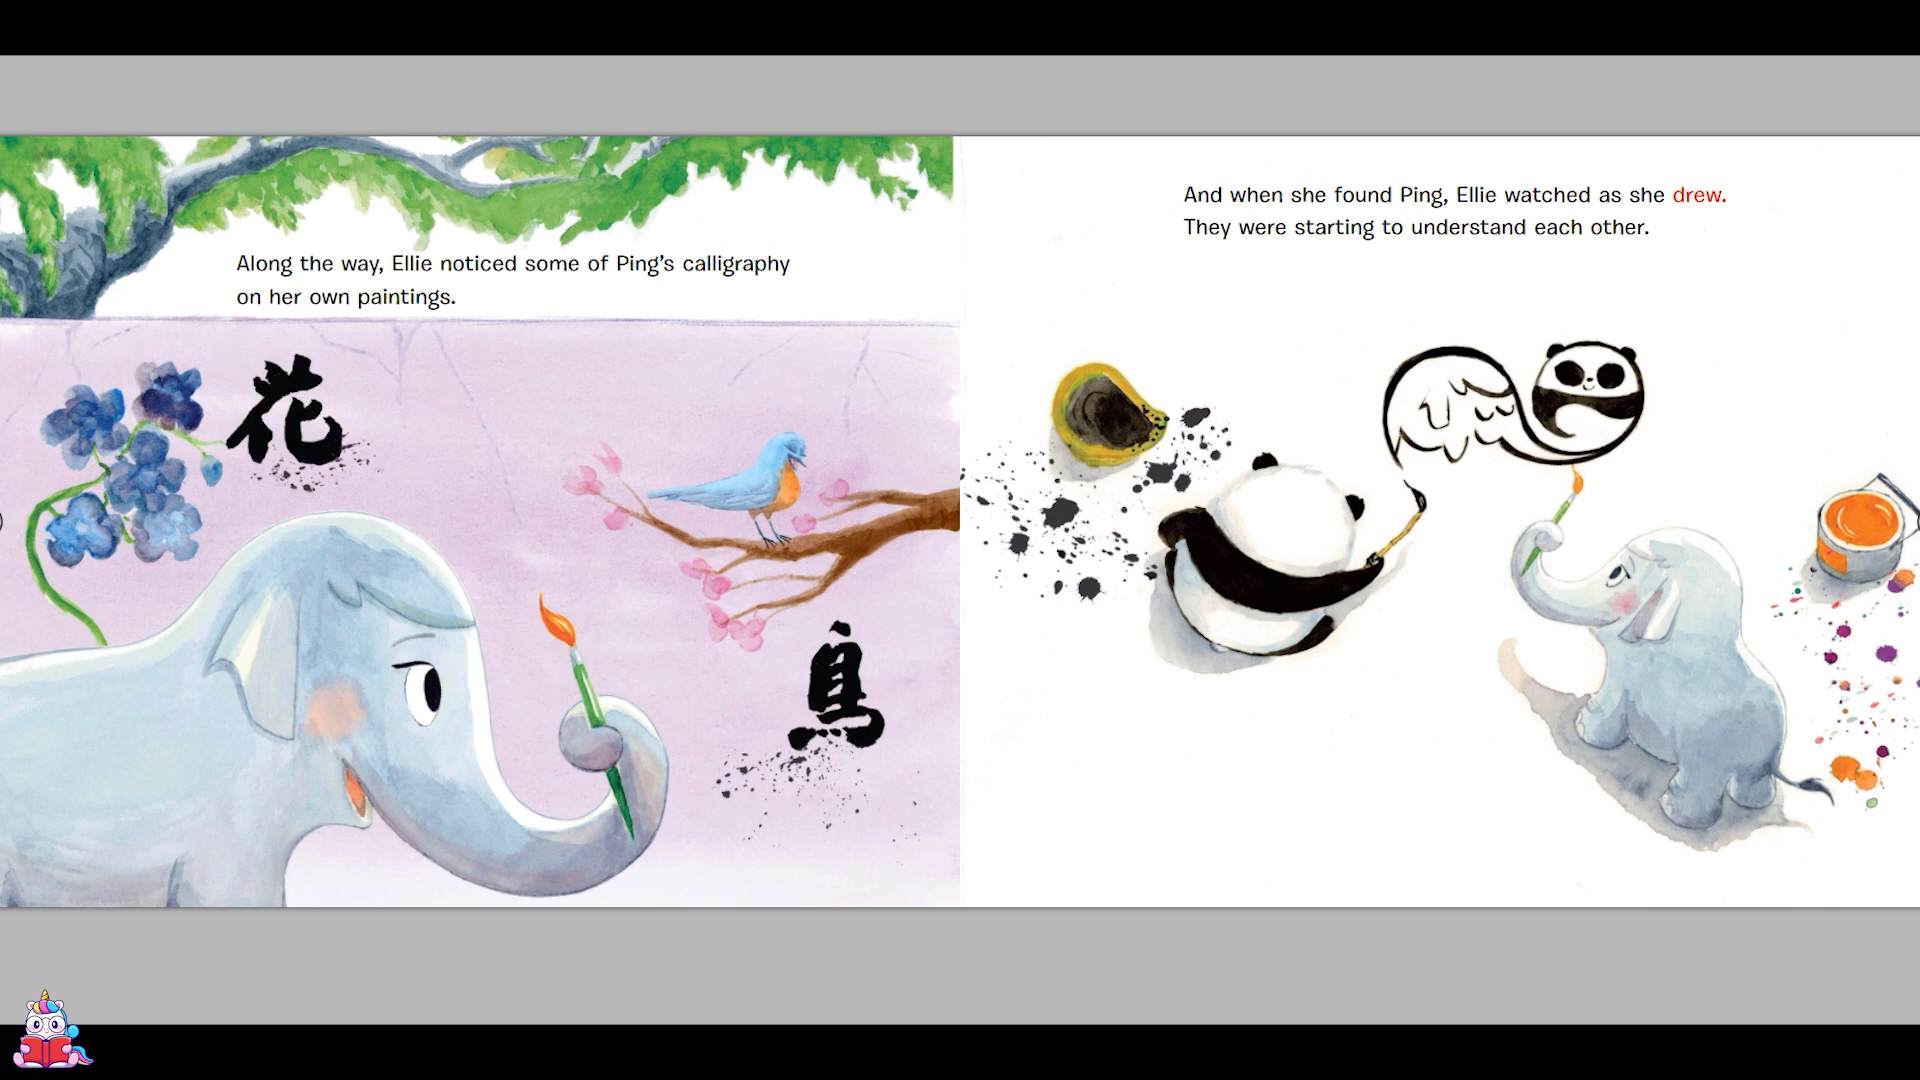 Along the way, Ellie noticed some of Ping’s calligraphy
on her own paintings.
花
鳥
And when she found Ping, Ellie watched as she drew.
They were starting to understand each other.